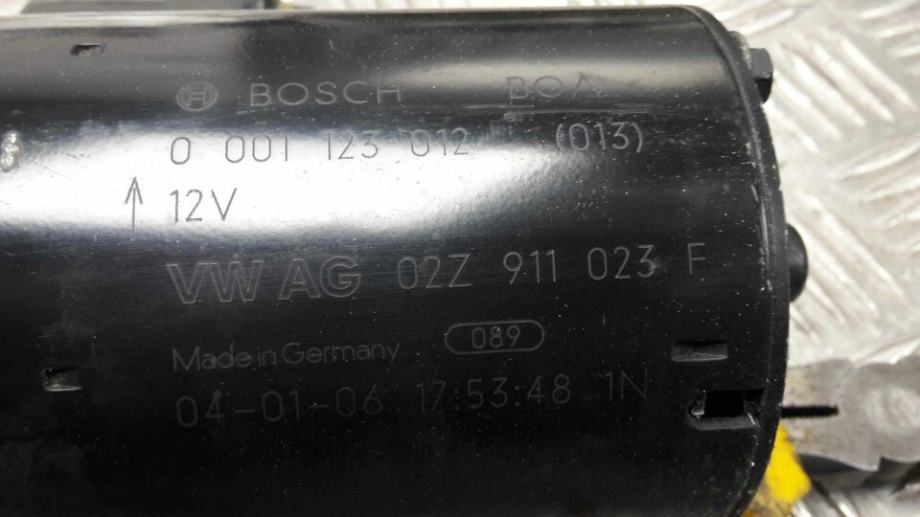 BOSCH BOA
0 001 123 012 (013)
12V
VW AG 02Z 911 023 F
Made in Germany 089
04-01-06 17:53:48 1N